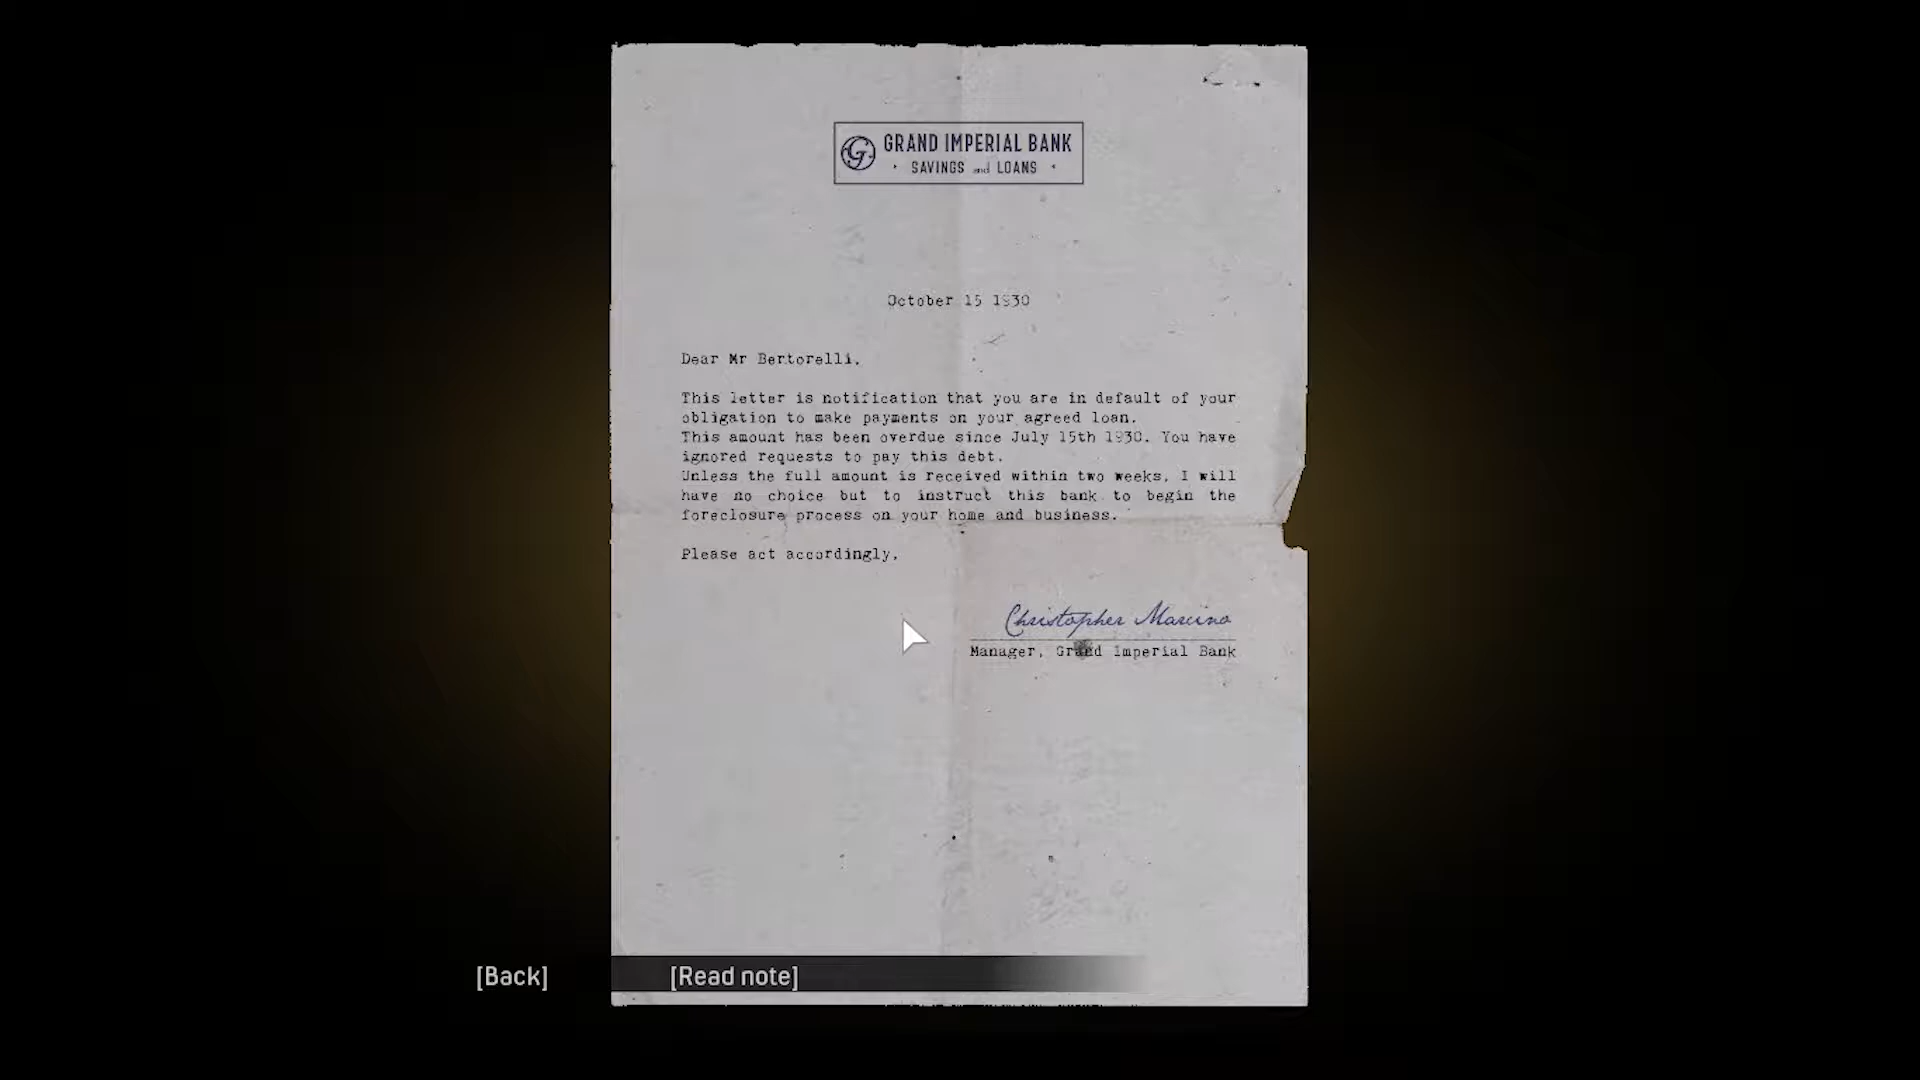 GRAND IMPERIAL BANK
SAVINGS and LOANS
October 15 1930
Dear Mr Bertorelli,
This letter is notification that you are in default of your
obligation to make payments on your agreed loan.
This amount has been overdue since July 15th 1930. You have
ignored requests to pay this debt.
Unless the full amount is received within two weeks, I will
have no choice but to instruct this bank to begin the
foreclosure process on your home and business.
Please act accordingly,
Christopher Marcino
Manager, Grand Imperial Bank
[Back] [Read note]